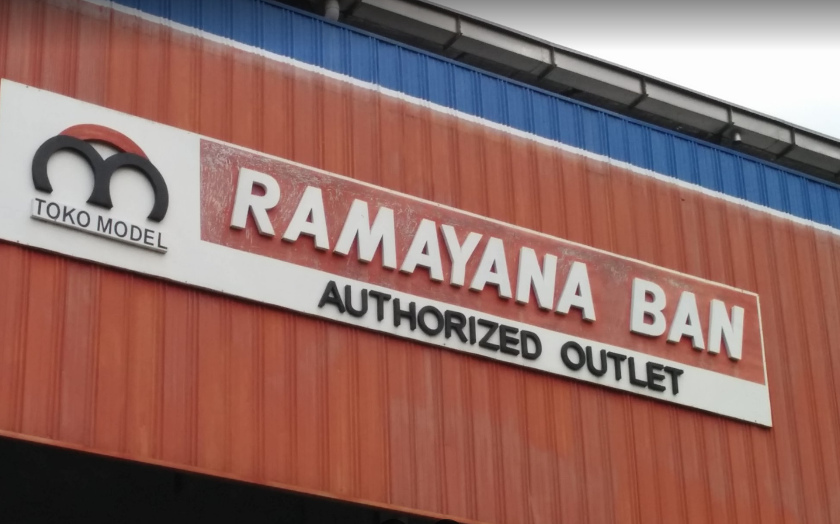 TOKO MODEL
RAMAYANA BAN
AUTHORIZED OUTLET